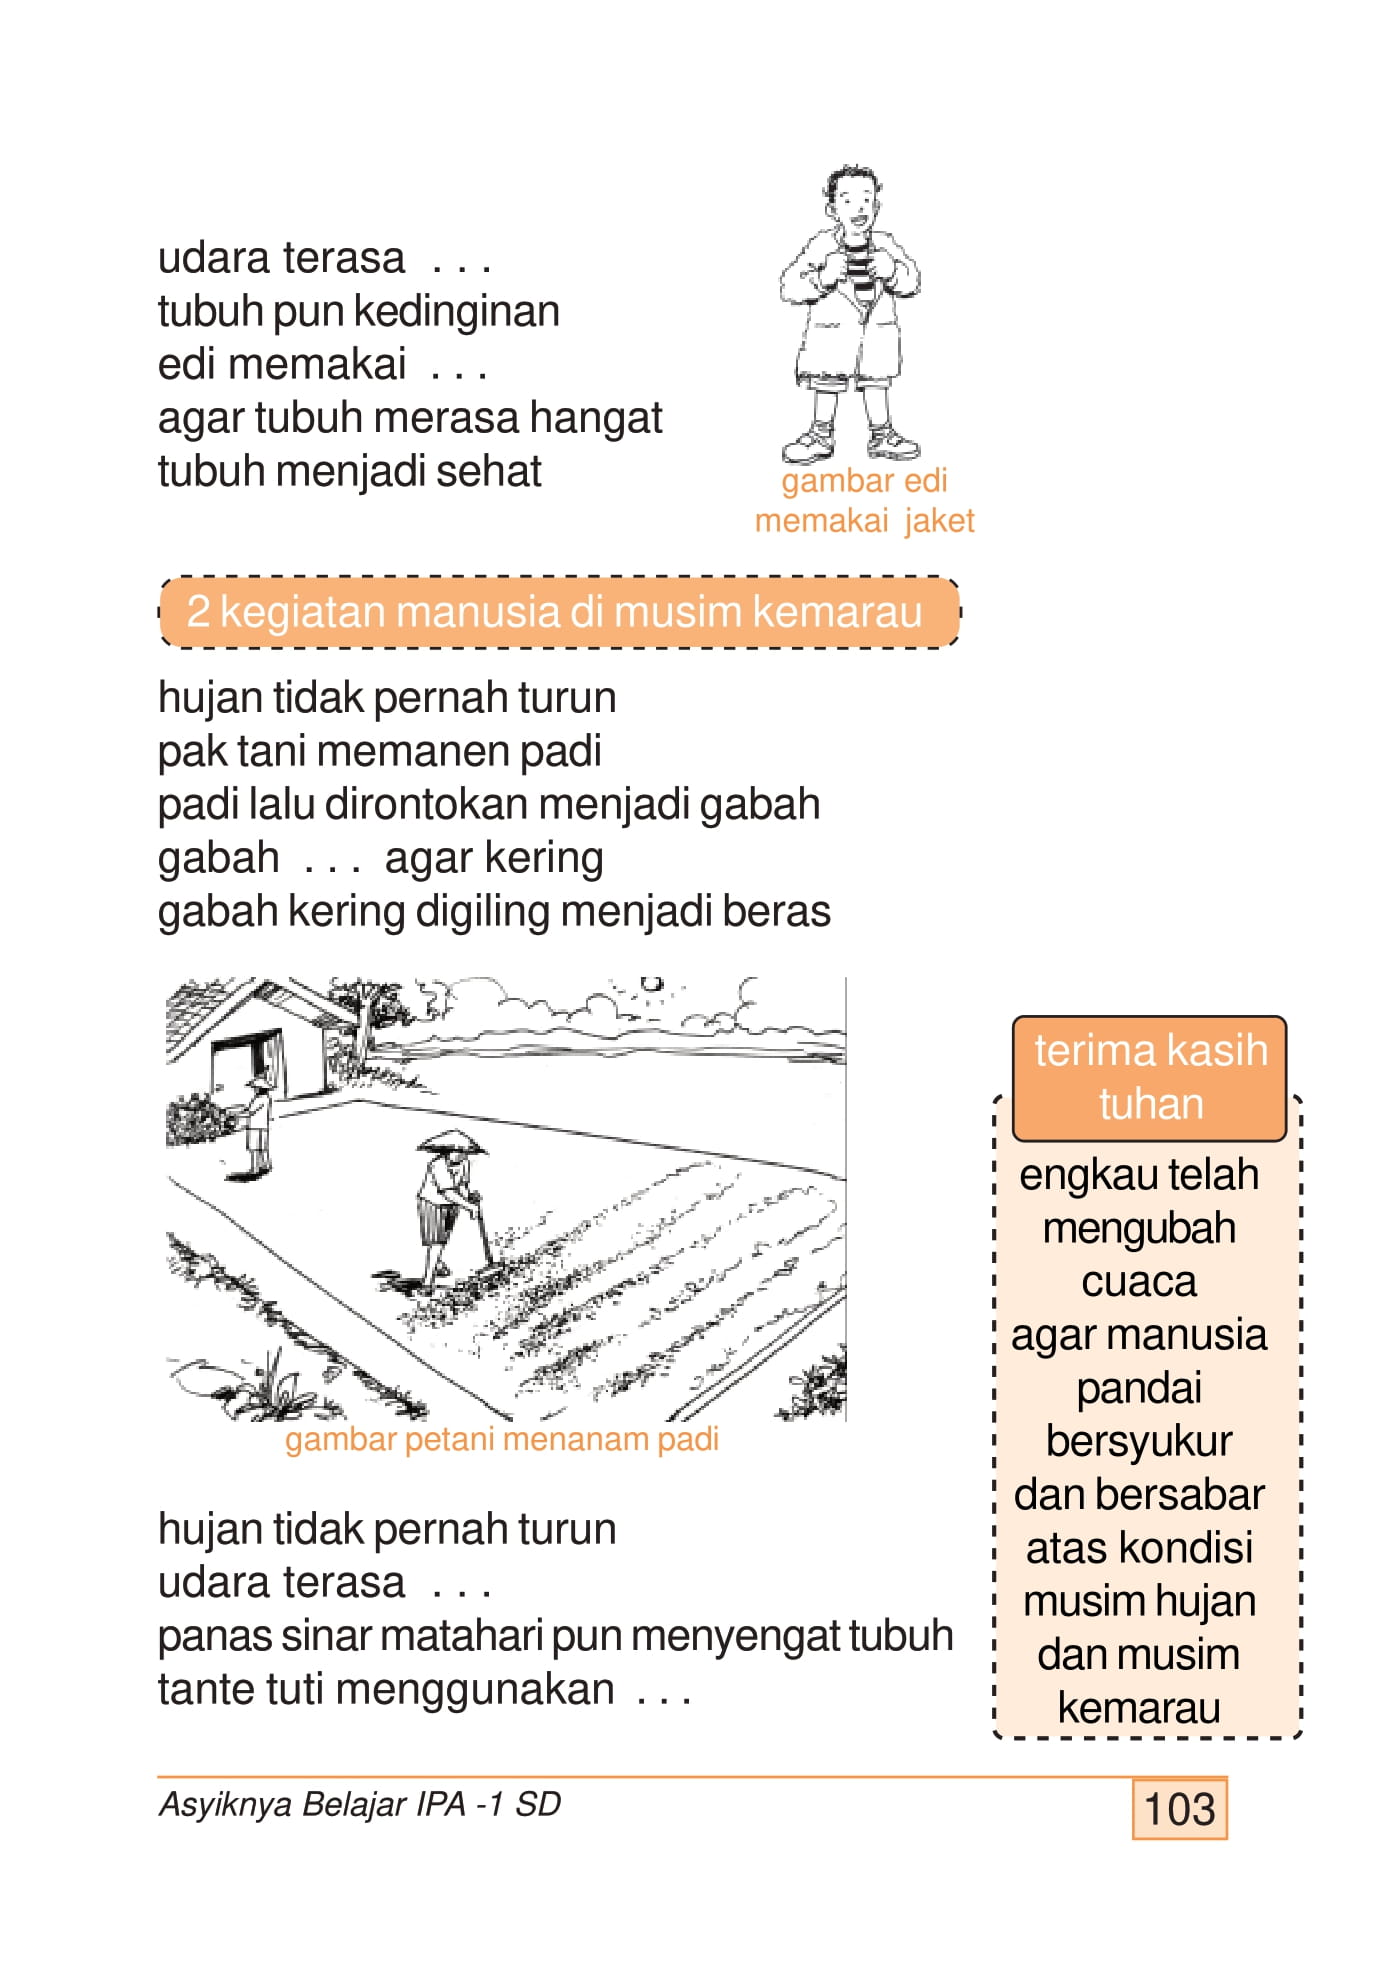 udara terasa . . .
tubuh pun kedinginan
edi memakai . . .
agar tubuh merasa hangat
tubuh menjadi sehat
gambar edi
memakai jaket
2 kegiatan manusia di musim kemarau
hujan tidak pernah turun
pak tani memanen padi
padi lalu dirontokan menjadi gabah
gabah . . . agar kering
gabah kering digiling menjadi beras
gambar petani menanam padi
hujan tidak pernah turun
udara terasa . . .
panas sinar matahari pun menyengat tubuh
tante tuti menggunakan . . .
terima kasih
tuhan
engkau telah
mengubah
cuaca
agar manusia
pandai
bersyukur
dan bersabar
atas kondisi
musim hujan
dan musim
kemarau
Asyiknya Belajar IPA -1 SD
103